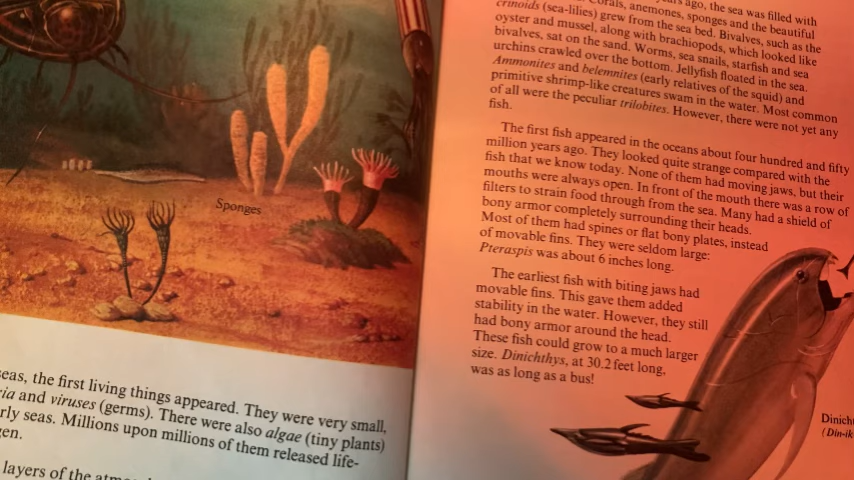 Sponges
seas, the first living things appeared. They were very small,
and viruses (germs). There were also algae (tiny plants)
seas. Millions upon millions of them released life-
layers of the
years ago, the sea was filled with
corals, anemones, sponges and the beautiful
crinoids (sea-lilies) grew from the sea bed. Bivalves, such as the
oyster and mussel, along with brachiopods, which looked like
bivalves, sat on the sand. Worms, sea snails, starfish and sea
urchins crawled over the bottom. Jellyfish floated in the sea.
Ammonites and belemnites (early relatives of the squid) and
primitive shrimp-like creatures swam in the water. Most common
of all were the peculiar trilobites. However, there were not yet any
fish.
The first fish appeared in the oceans about four hundred and fifty
million years ago. They looked quite strange compared with the
fish that we know today. None of them had moving jaws, but their
mouths were always open. In front of the mouth there was a row of
filters to strain food through from the sea. Many had a shield of
bony armor completely surrounding their heads.
Most of them had spines or flat bony plates, instead
of movable fins. They were seldom large:
Pteraspis was about 6 inches long.
The earliest fish with biting jaws had
movable fins. This gave them added
stability in the water. However, they still
had bony armor around the head.
These fish could grow to a much larger
size. Dinichthys, at 30.2 feet long,
was as long as a bus!